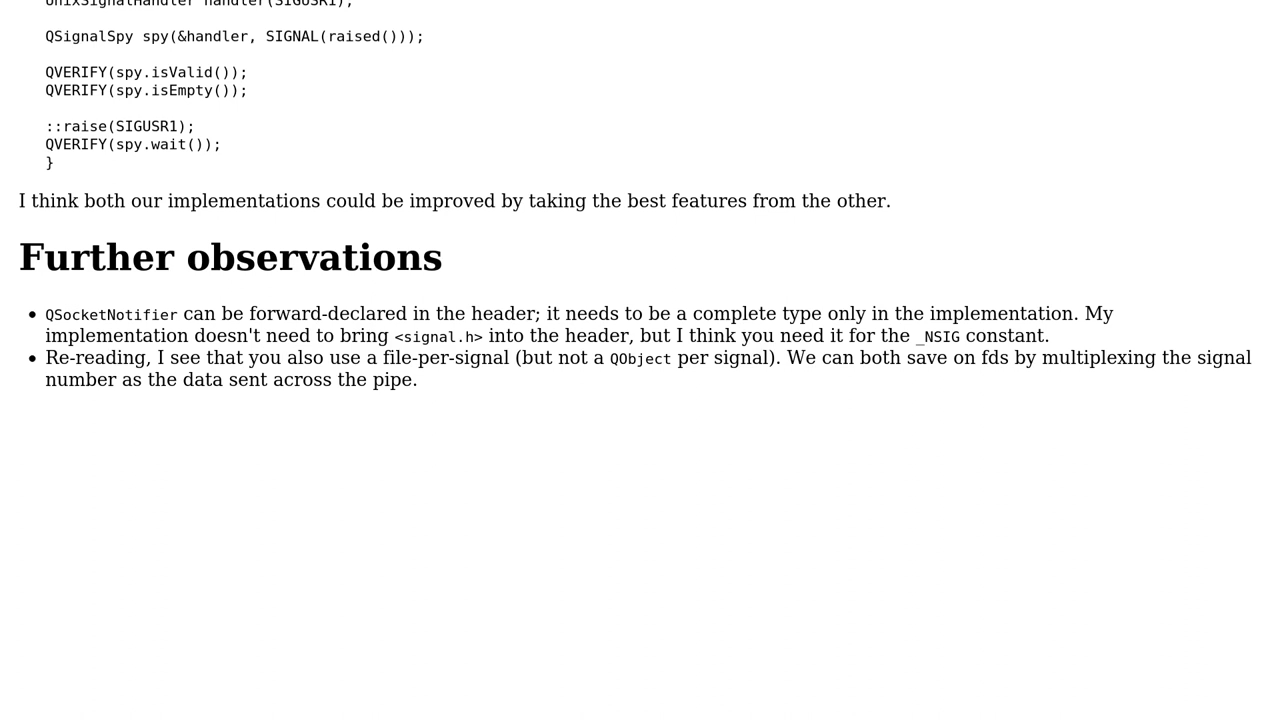 UnixSignalHandler handler(SIGUSR1);
QSignalSpy spy(&handler, SIGNAL(raised()));
QVERIFY(spy.isValid());
QVERIFY(spy.isEmpty());
::raise(SIGUSR1);
QVERIFY(spy.wait());
}
I think both our implementations could be improved by taking the best features from the other.
Further observations
• QSocketNotifier can be forward-declared in the header; it needs to be a complete type only in the implementation. My
implementation doesn't need to bring <signal.h> into the header, but I think you need it for the _NSIG constant.
• Re-reading, I see that you also use a file-per-signal (but not a QObject per signal). We can both save on fds by multiplexing the signal
number as the data sent across the pipe.